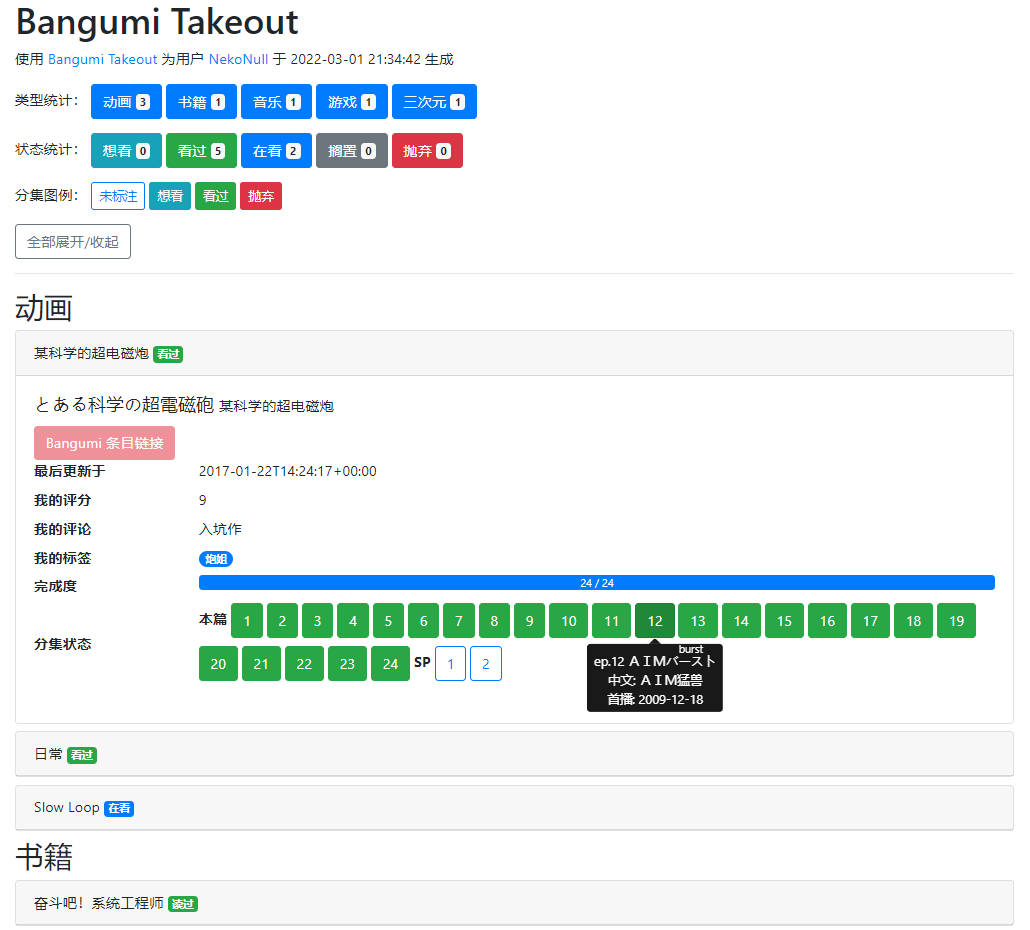 Bangumi Takeout
使用 Bangumi Takeout 为用户 NekoNull 于 2022-03-01 21:34:42 生成
类型统计： 动画 3 书籍 1 音乐 1 游戏 1 三次元 1
状态统计： 想看 0 看过 5 在看 2 搁置 0 抛弃 0
分集图例： 未标注 想看 看过 抛弃
全部展开/收起
动画
某科学的超电磁炮 看过
とある科学の超電磁砲 某科学的超电磁炮
Bangumi 条目链接
最后更新于 2017-01-22T14:24:17+00:00
我的评分 9
我的评论 入坑作
我的标签 炮姐
完成度 24 / 24
分集状态 本篇 1 2 3 4 5 6 7 8 9 10 11 12 13 14 15 16 17 18 19
20 21 22 23 24 SP 1 2
burst
ep.12 ＡＩＭバースト
中文: ＡＩＭ猛兽
首播: 2009-12-18
日常 看过
Slow Loop 在看
书籍
奋斗吧！系统工程师 读过